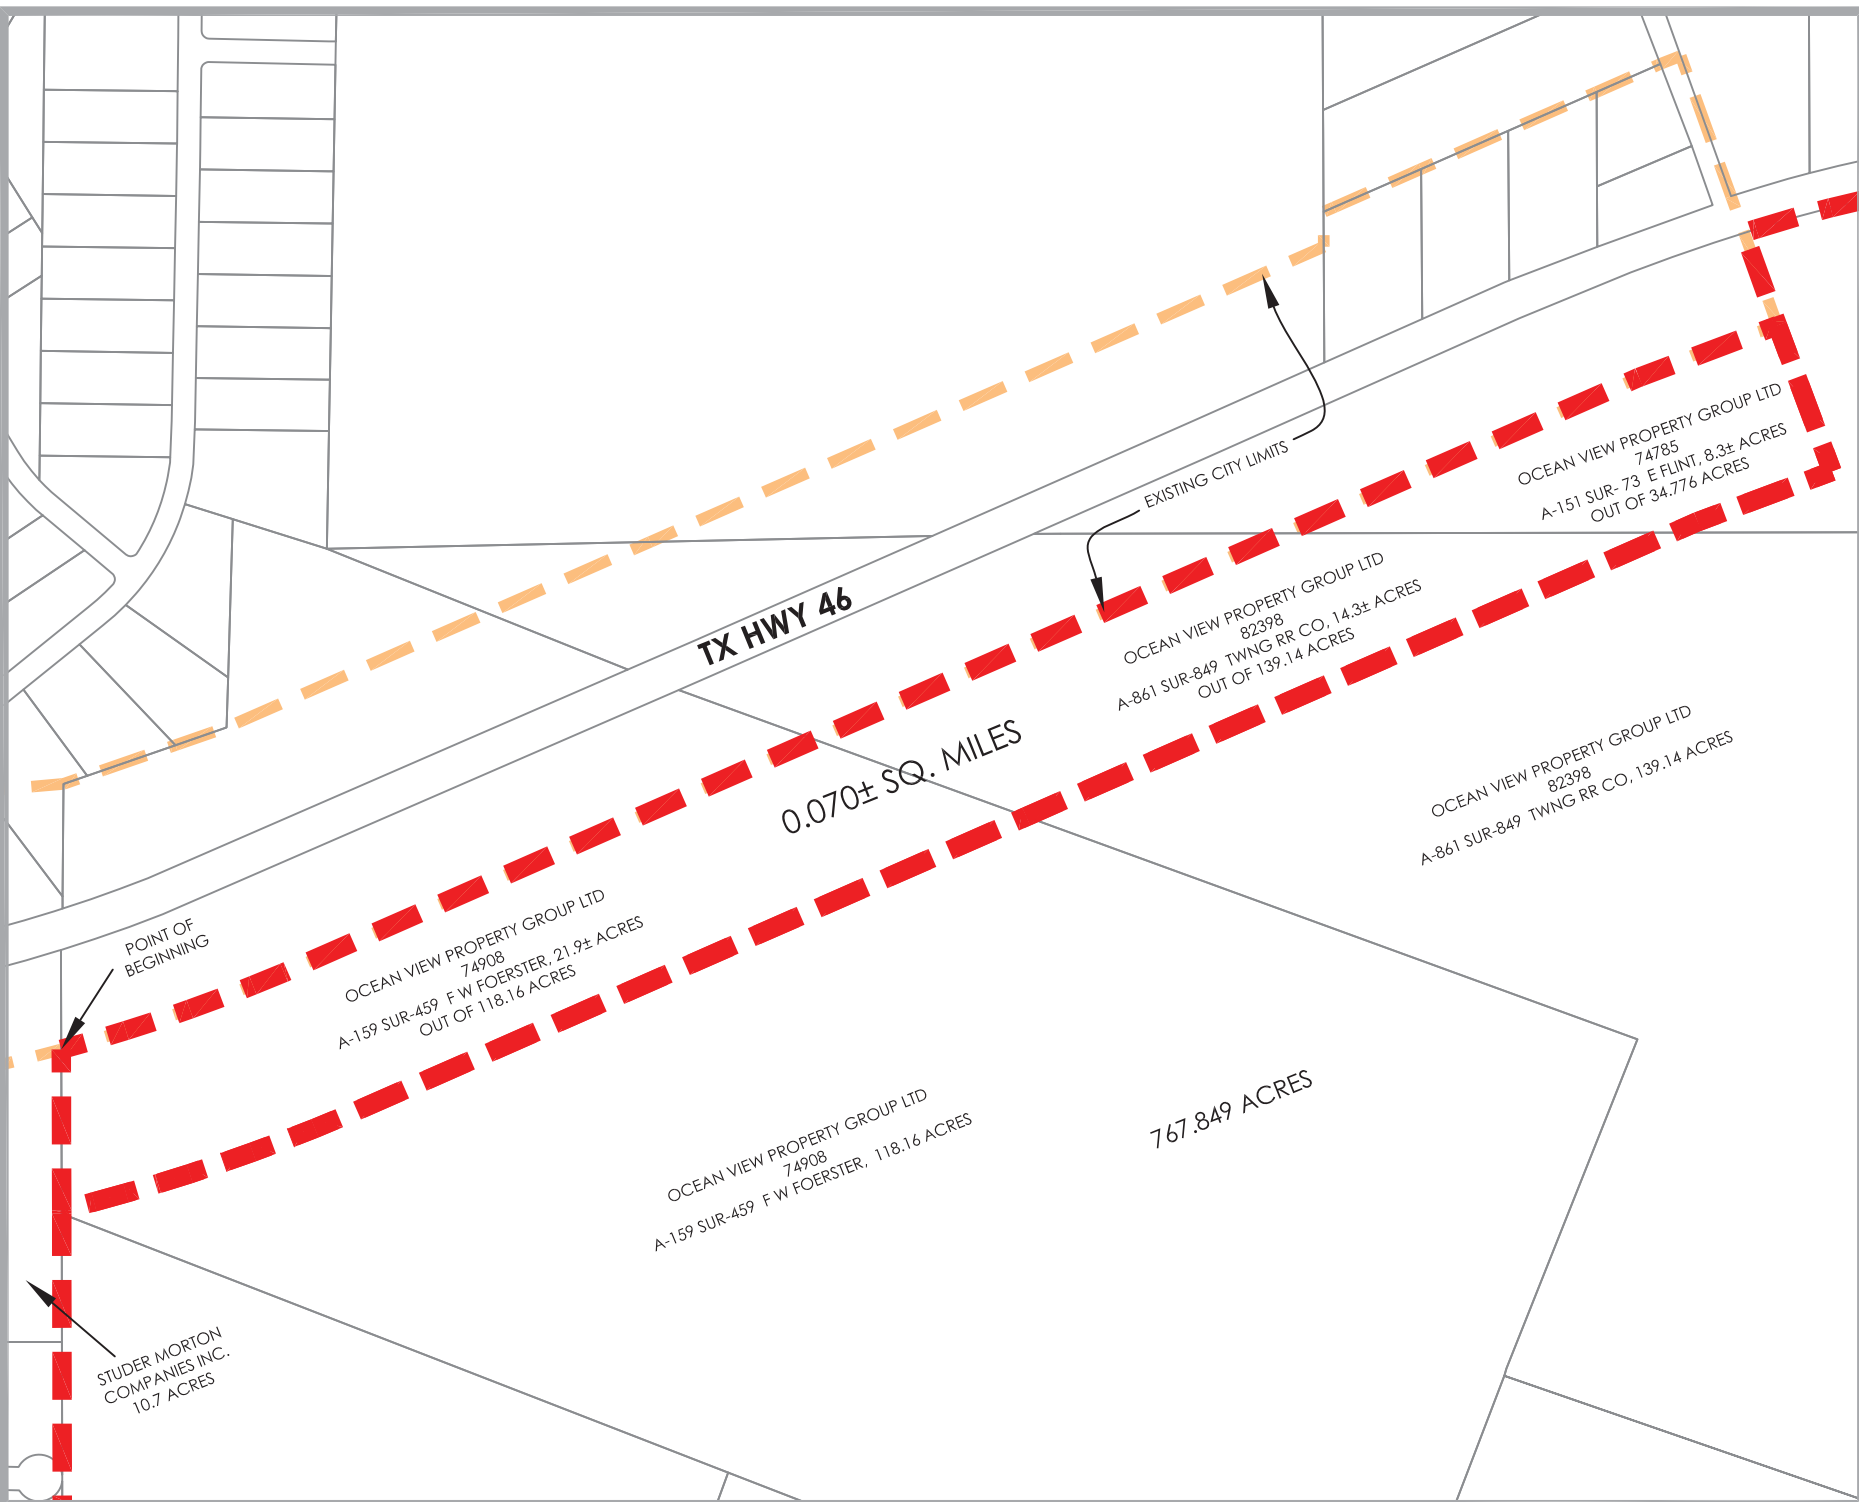 OCEAN VIEW PROPERTY GROUP LTD
74785
A-151 SUR- 73 E FLINT, 8.3± ACRES
OUT OF 34.776 ACRES
EXISTING CITY LIMITS
TX HWY 46
OCEAN VIEW PROPERTY GROUP LTD
82398
A-861 SUR-849 TWNG RR CO, 14.3± ACRES
OUT OF 139.14 ACRES
0.070± SQ. MILES
OCEAN VIEW PROPERTY GROUP LTD
82398
A-861 SUR-849 TWNG RR CO, 139.14 ACRES
POINT OF
BEGINNING
OCEAN VIEW PROPERTY GROUP LTD
74908
A-159 SUR-459 F W FOERSTER, 21.9± ACRES
OUT OF 118.16 ACRES
OCEAN VIEW PROPERTY GROUP LTD
74908
A-159 SUR-459 F W FOERSTER, 118.16 ACRES
767.849 ACRES
STUDER MORTON
COMPANIES INC.
10.7 ACRES